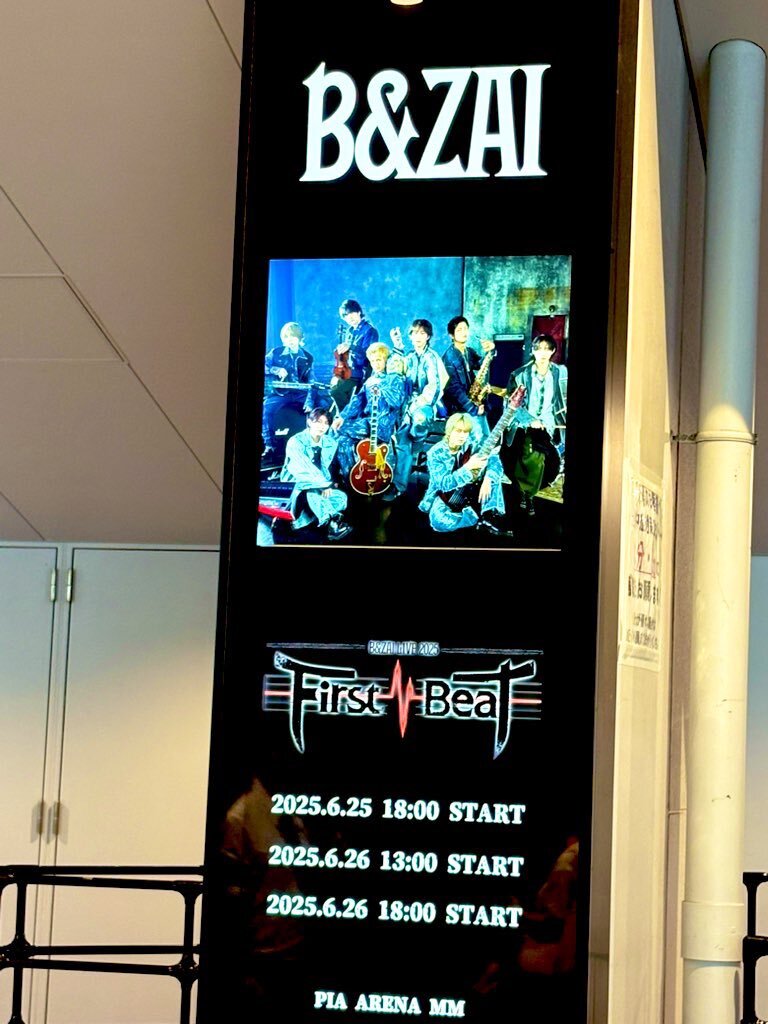 B&ZAI
B&ZAI LIVE 2025
First Beat
2025.6.25 18:00 START
2025.6.26 13:00 START
2025.6.26 18:00 START
PIA ARENA MM